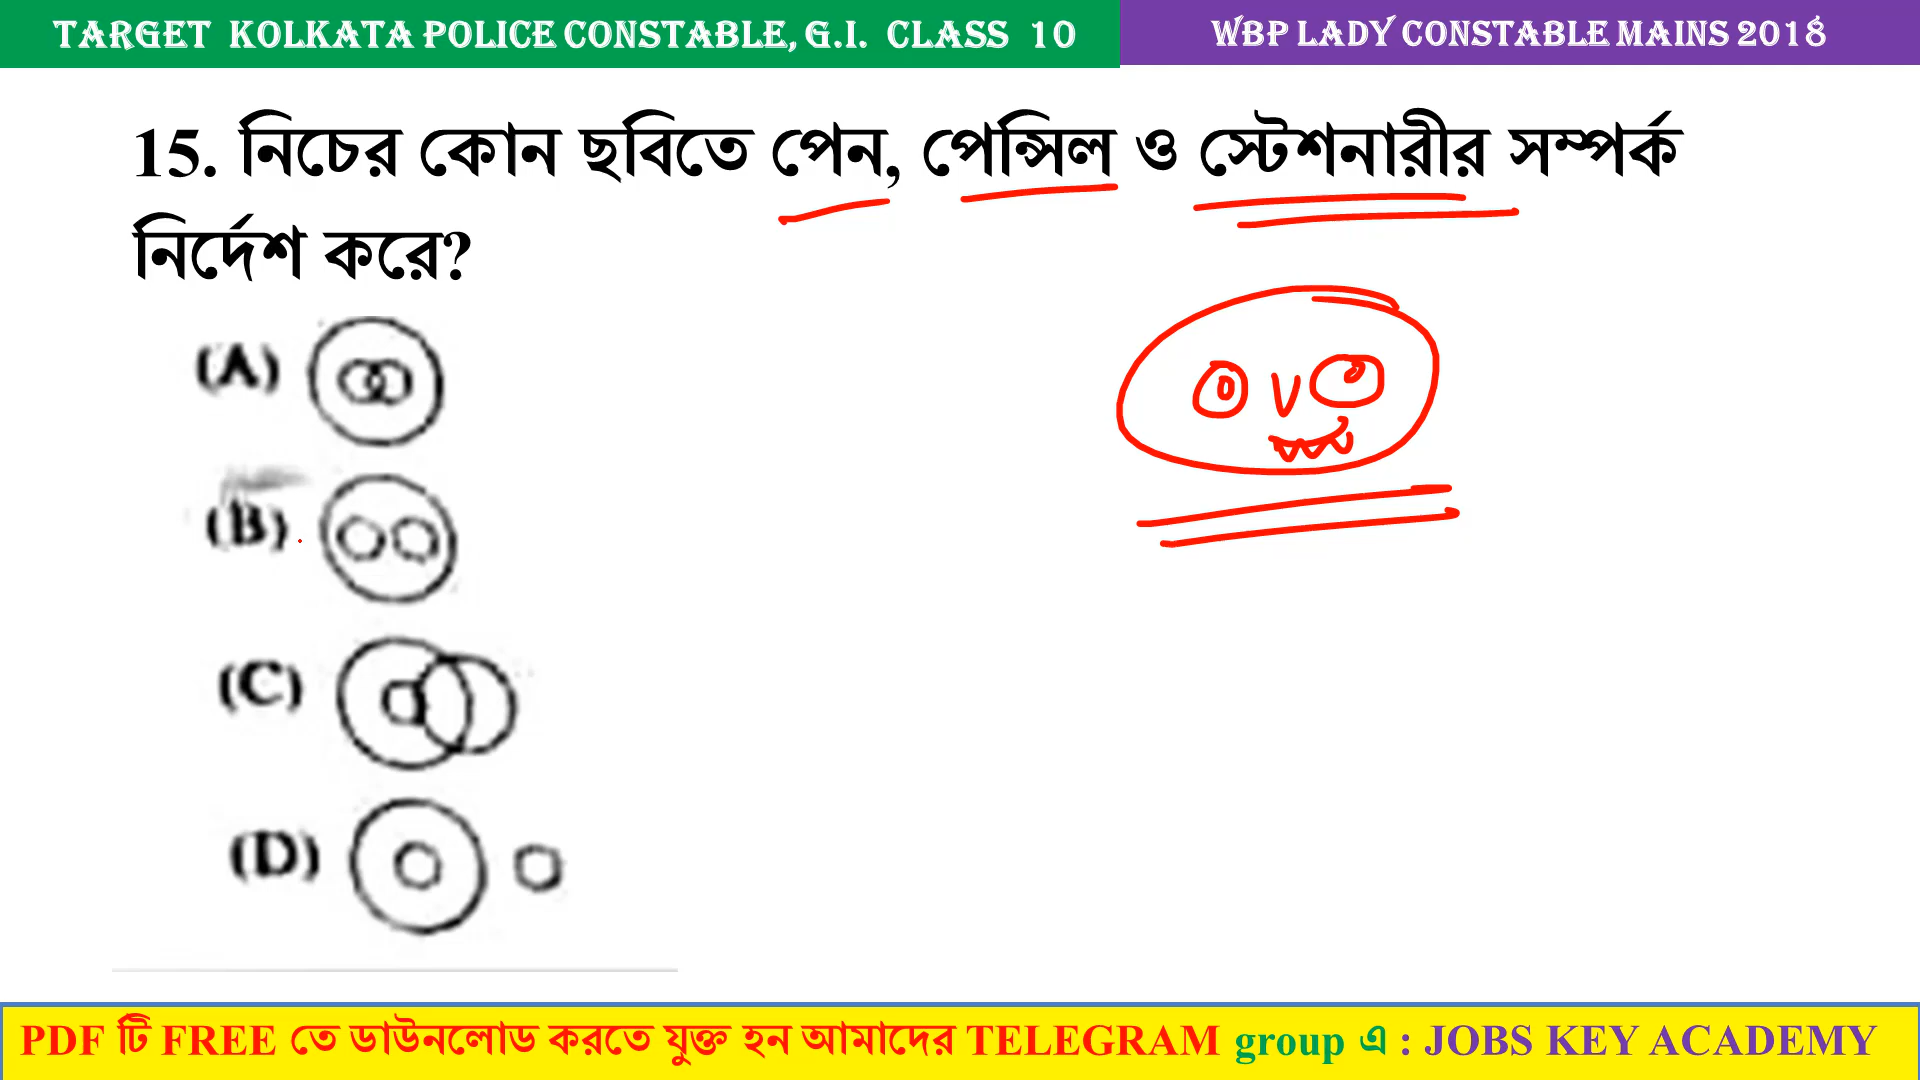 TARGET KOLKATA POLICE CONSTABLE, G.I. CLASS 10
WBP LADY CONSTABLE MAINS 2018
15. নিচের কোন ছবিতে পেন, পেন্সিল ও স্টেশনারীর সম্পর্ক
নির্দেশ করে?
(A)
(B)
(C)
(D)
PDF টি FREE তে ডাউনলোড করতে যুক্ত হন আমাদের TELEGRAM group এ : JOBS KEY ACADEMY